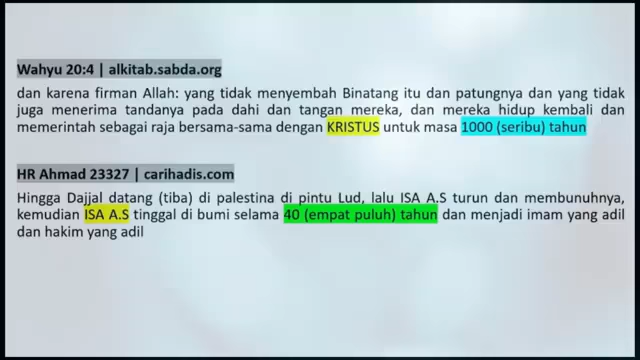 Wahyu 20:4 | alkitab.sabda.org
dan karena firman Allah: yang tidak menyembah Binatang itu dan patungnya dan yang tidak
juga menerima tandanya pada dahi dan tangan mereka, dan mereka hidup kembali dan
memerintah sebagai raja bersama-sama dengan KRISTUS untuk masa 1000 (seribu) tahun
HR Ahmad 23327 | carihadis.com
Hingga Dajjal datang (tiba) di palestina di pintu Lud, lalu ISA A.S turun dan membunuhnya,
kemudian ISA A.S tinggal di bumi selama 40 (empat puluh) tahun dan menjadi imam yang adil
dan hakim yang adil